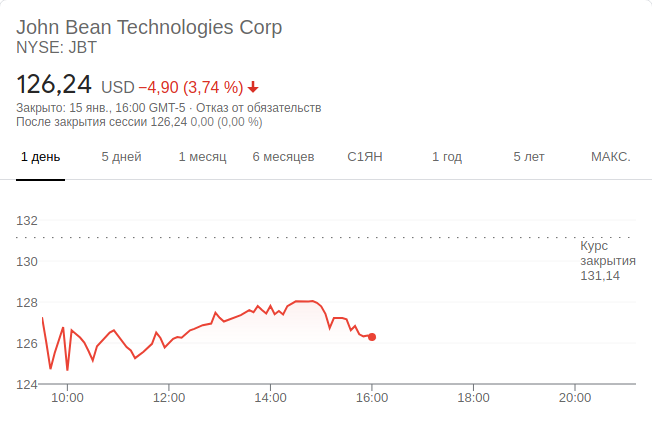 John Bean Technologies Corp
NYSE: JBT
126,24 USD −4,90 (3,74 %)
Закрыто: 15 янв., 16:00 GMT-5 · Отказ от обязательств
После закрытия сессии 126,24 0,00 (0,00 %)
1 день 5 дней 1 месяц 6 месяцев С1ЯН 1 год 5 лет МАКС.
132
Курс
закрытия
131,14
130
128
126
124
10:00 12:00 14:00 16:00 18:00 20:00